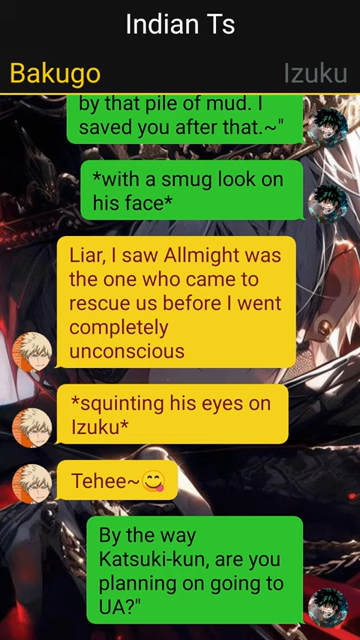 Indian Ts
Bakugo
Izuku
by that pile of mud. I
saved you after that.~"
*with a smug look on
his face*
Liar, I saw Allmight was
the one who came to
rescue us before I went
completely
unconscious
*squinting his eyes on
Izuku*
Tehee~😋
By the way
Katsuki-kun, are you
planning on going to
UA?"